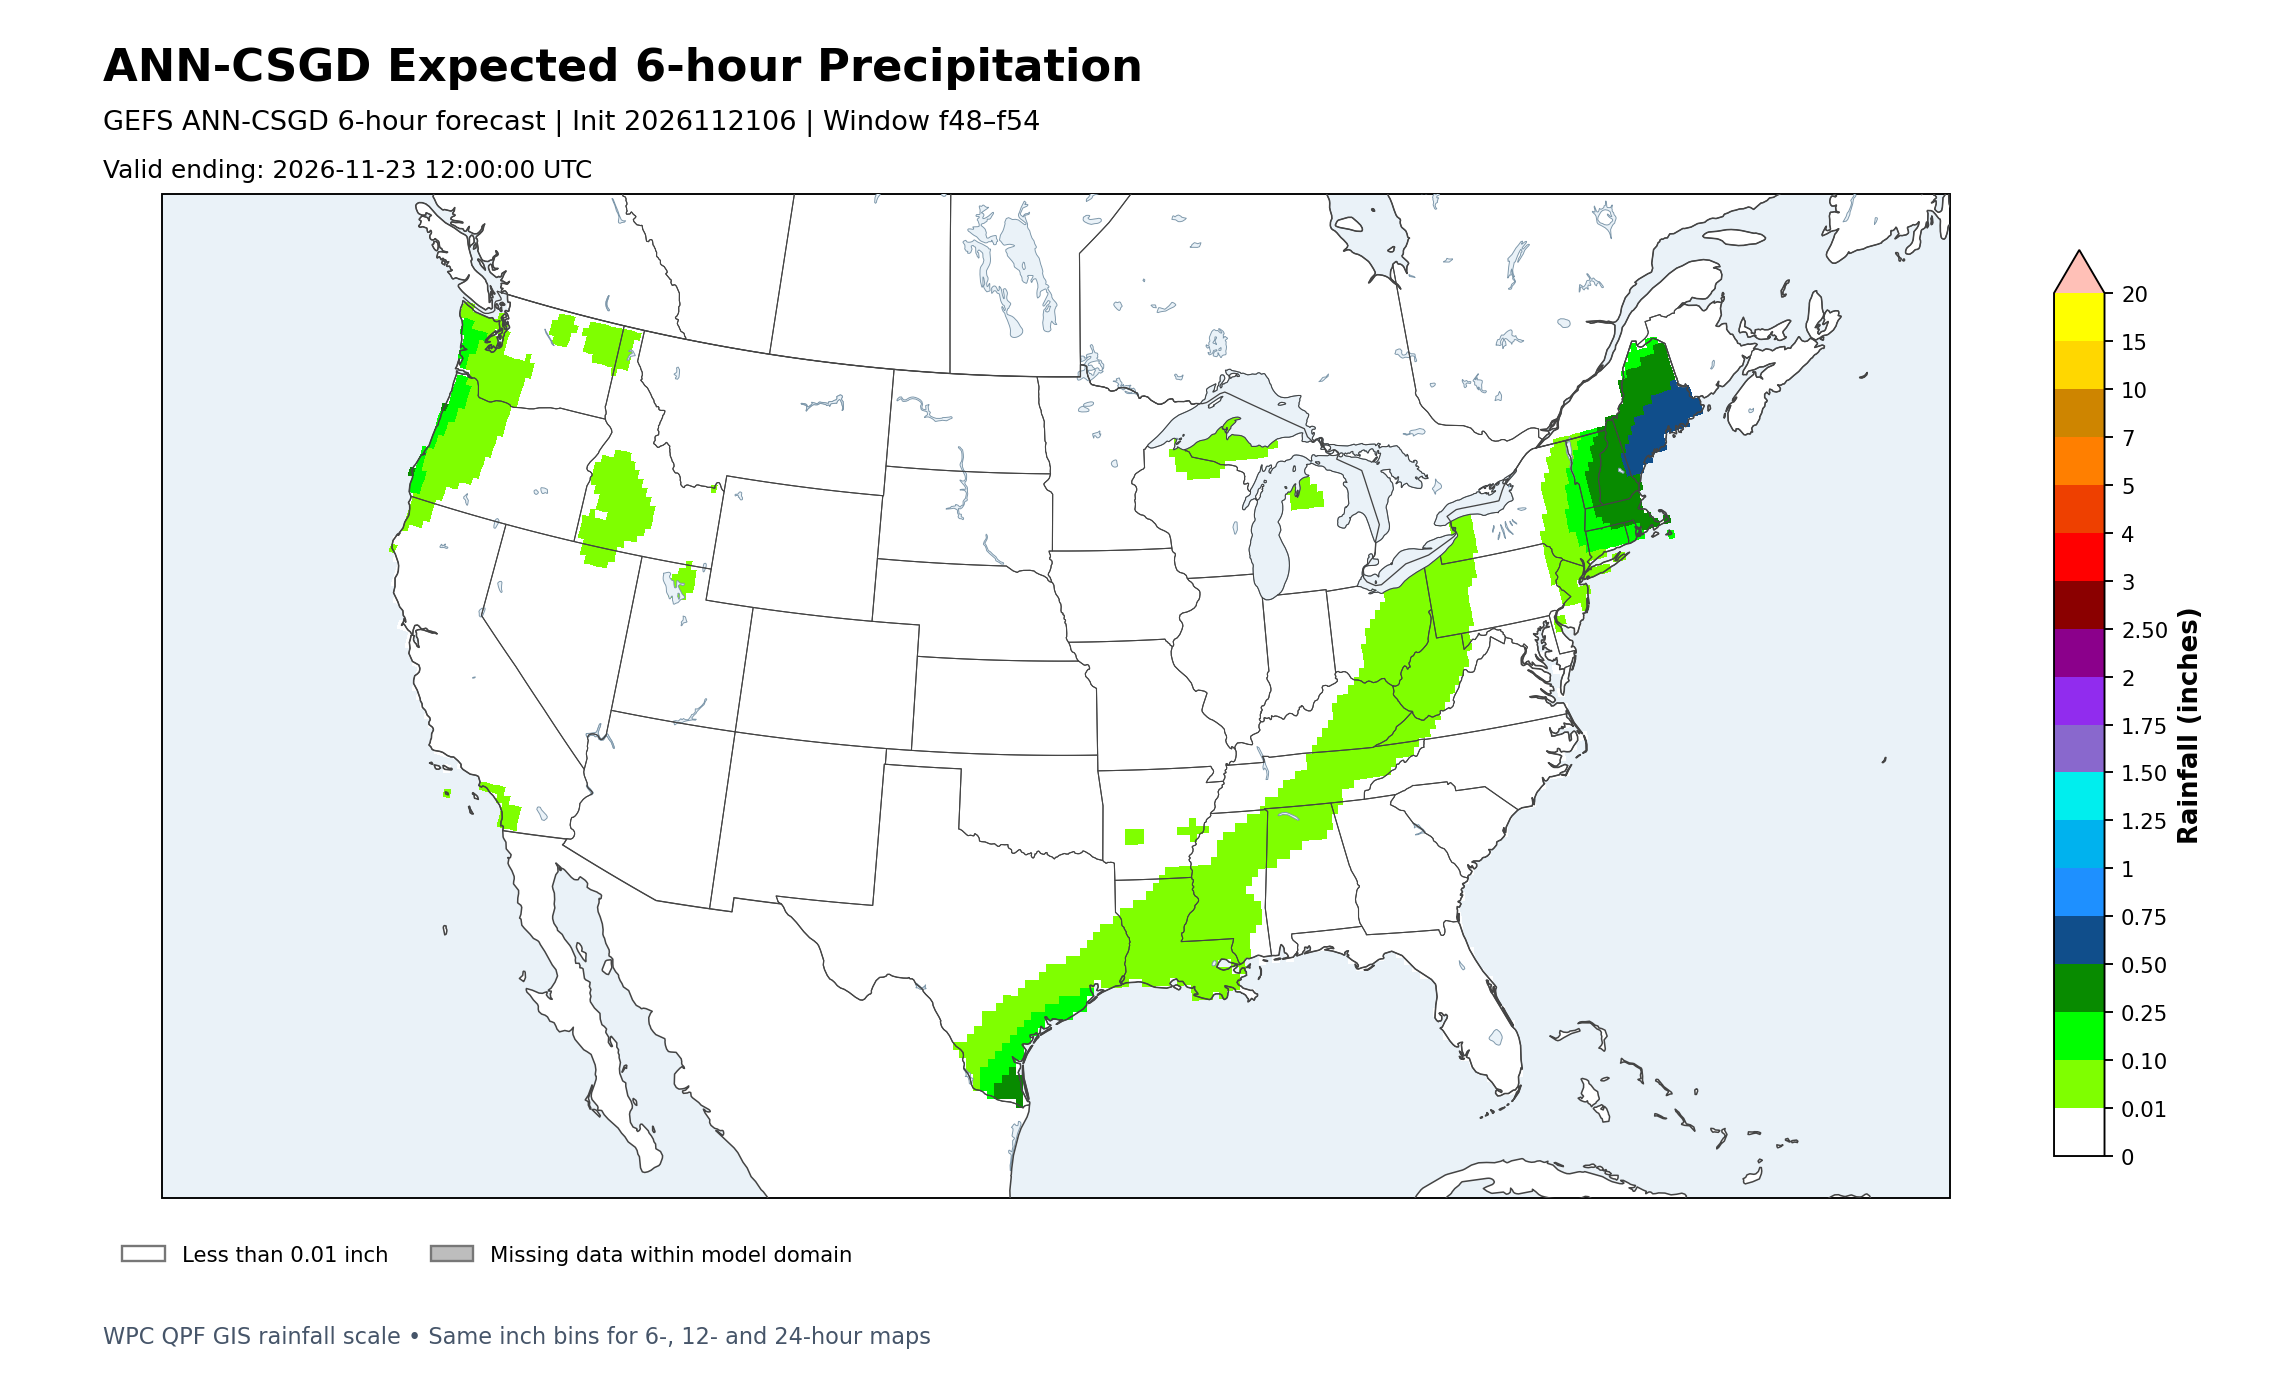 ANN-CSGD Expected 6-hour Precipitation
GEFS ANN-CSGD 6-hour forecast | Init 2026112106 | Window f48–f54
Valid ending: 2026-11-23 12:00:00 UTC
20
15
10
7
5
4
3
2.50
2
1.75
1.50
1.25
1
0.75
0.50
0.25
0.10
0.01
0
Rainfall (inches)
Less than 0.01 inch
Missing data within model domain
WPC QPF GIS rainfall scale • Same inch bins for 6-, 12- and 24-hour maps